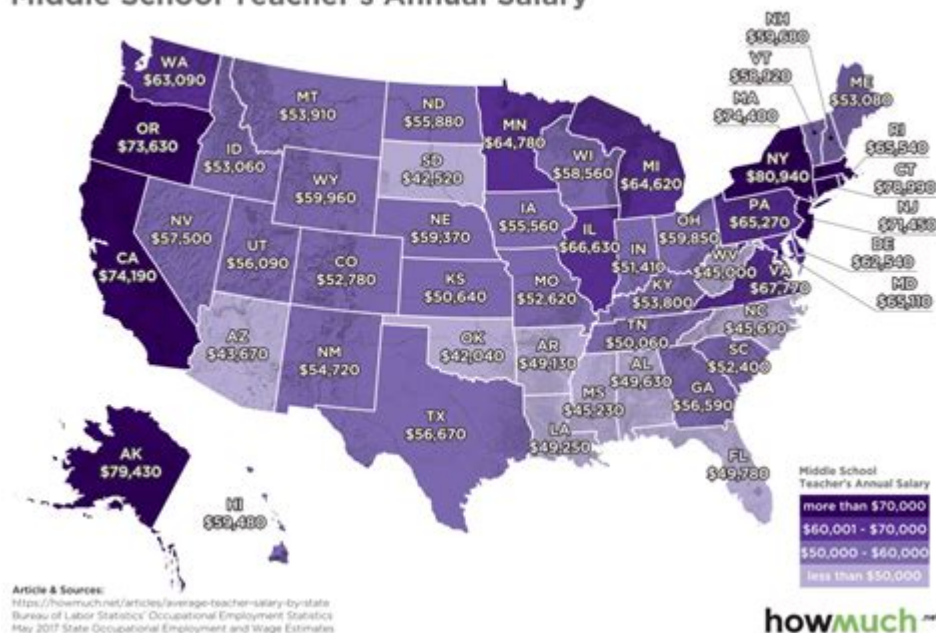 Middle School Teacher's Annual Salary
NH
$59,680
VT
$58,920
MA
$74,400
ME
$53,080
RI
$65,540
CT
$78,990
NJ
$71,450
DE
$62,540
MD
$65,110
WA
$63,090
OR
$73,630
CA
$74,190
NV
$57,500
ID
$53,060
MT
$53,910
WY
$59,960
UT
$56,090
CO
$52,780
AZ
$43,670
NM
$54,720
ND
$55,880
SD
$42,520
NE
$59,370
KS
$50,640
OK
$42,040
TX
$56,670
MN
$64,780
IA
$55,560
MO
$52,620
AR
$49,130
LA
$49,250
WI
$58,560
IL
$66,630
MI
$64,620
IN
$51,410
OH
$59,850
KY
$53,800
TN
$50,060
MS
$45,230
AL
$49,630
GA
$56,590
FL
$49,780
SC
$52,400
NC
$45,690
VA
$67,770
WV
$45,000
PA
$65,270
NY
$80,940
AK
$79,430
HI
$59,480
Middle School
Teacher's Annual Salary
more than $70,000
$60,001 - $70,000
$50,000 - $60,000
less than $50,000
Article & Sources:
https://howmuch.net/articles/average-teacher-salary-by-state
Bureau of Labor Statistics' Occupational Employment Statistics
May 2017 State Occupational Employment and Wage Estimates
howmuch.net